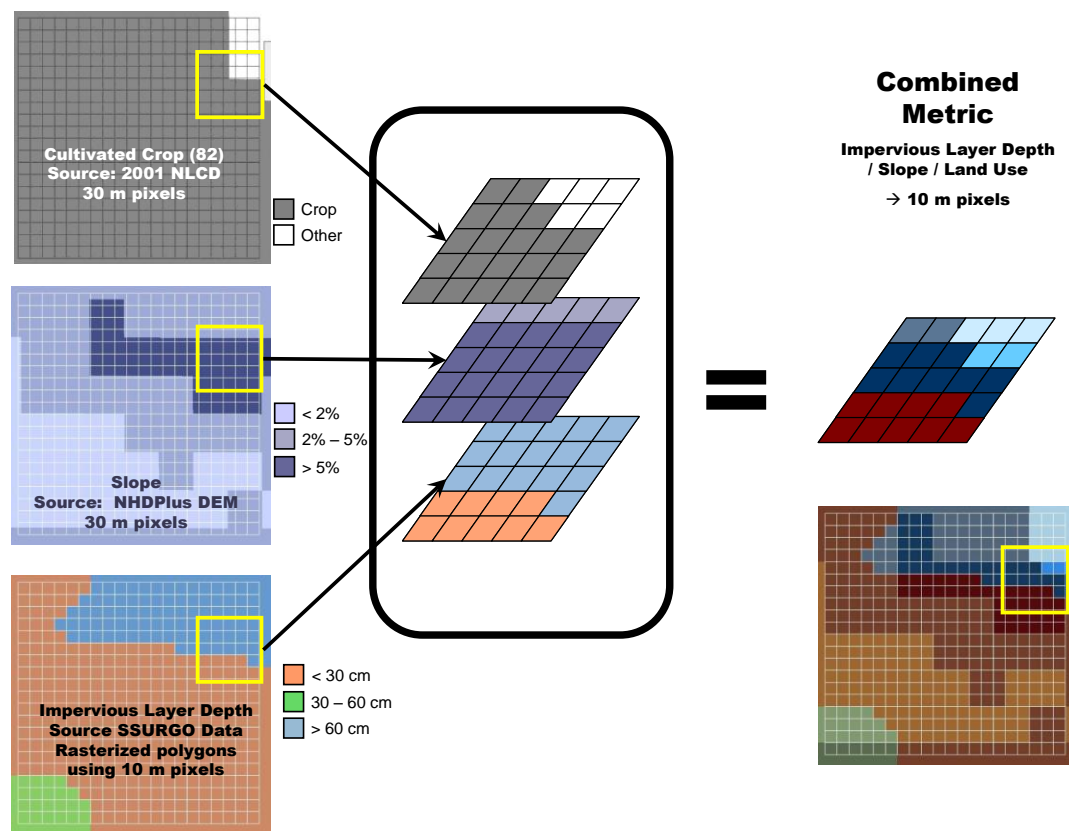 Cultivated Crop (82)
Source: 2001 NLCD
30 m pixels
Crop
Other
Slope
Source: NHDPlus DEM
30 m pixels
< 2%
2% – 5%
> 5%
Impervious Layer Depth
Source SSURGO Data
Rasterized polygons
using 10 m pixels
< 30 cm
30 – 60 cm
> 60 cm
Combined
Metric
Impervious Layer Depth
/ Slope / Land Use
→ 10 m pixels